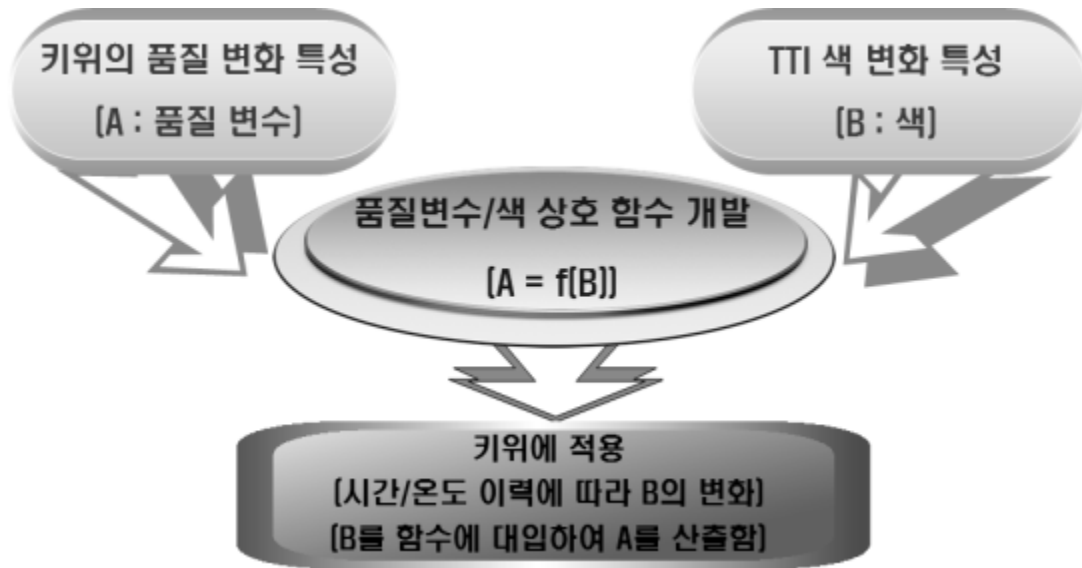 키위의 품질 변화 특성
(A : 품질 변수)
TTI 색 변화 특성
(B : 색)
품질변수/색 상호 함수 개발
(A = f(B))
키위에 적용
(시간/온도 이력에 따라 B의 변화)
(B를 함수에 대입하여 A를 산출함)